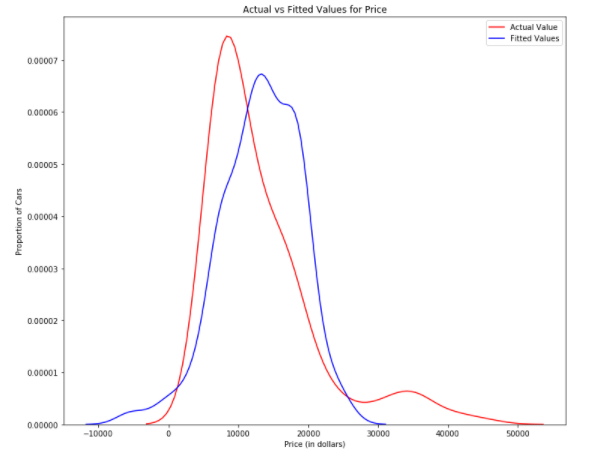 Actual vs Fitted Values for Price
Actual Value
Fitted Values
0.00007
0.00006
0.00005
0.00004
0.00003
0.00002
0.00001
0.00000
Proportion of Cars
−10000 0 10000 20000 30000 40000 50000
Price (in dollars)